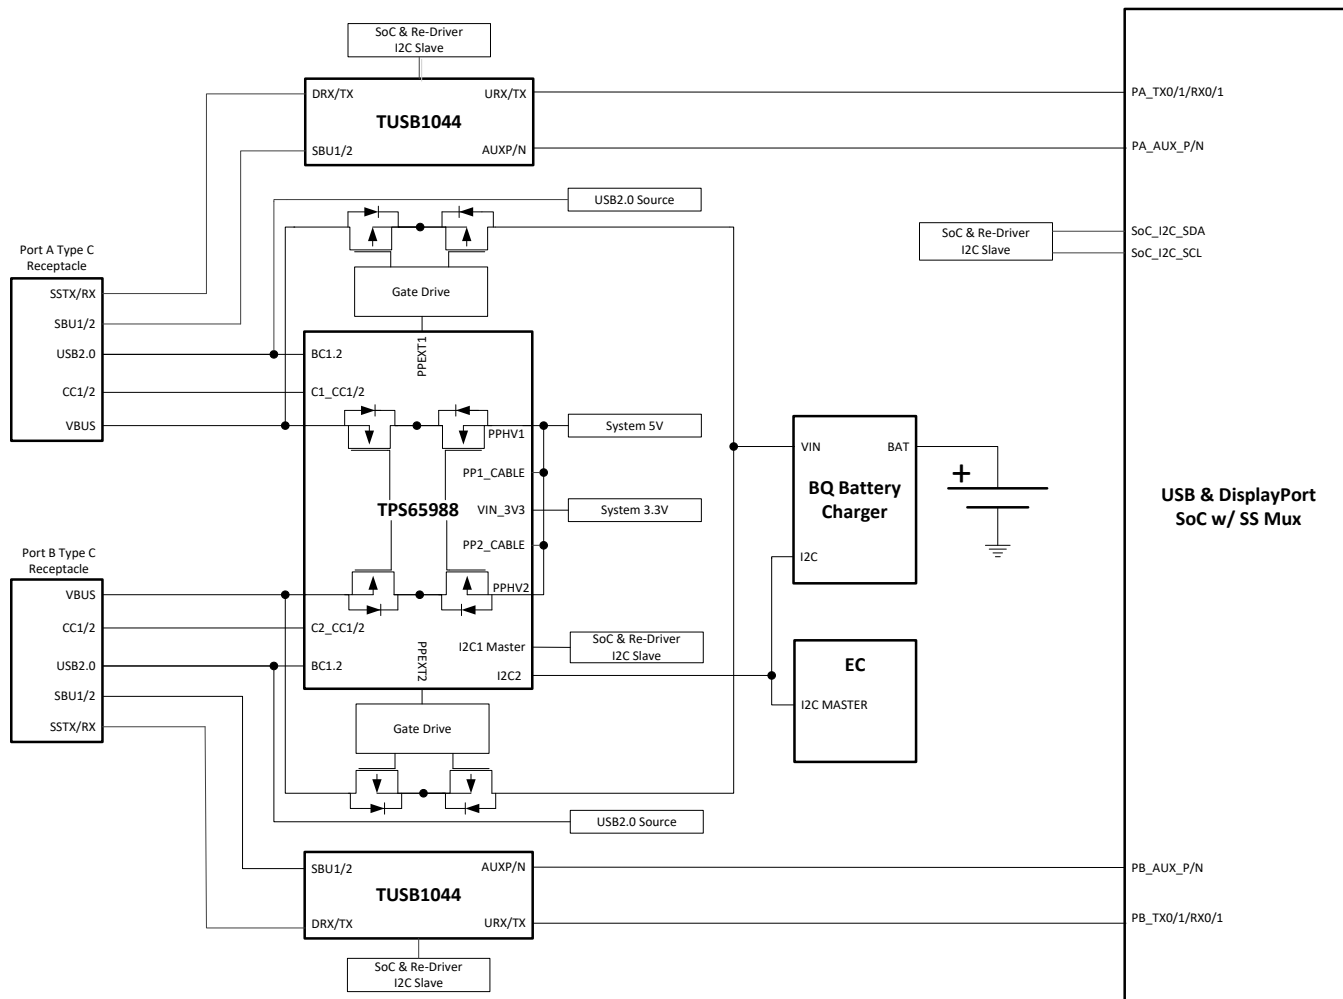 SoC & Re-Driver
I2C Slave
DRX/TX
URX/TX
TUSB1044
SBU1/2
AUXP/N
PA_TX0/1/RX0/1
PA_AUX_P/N
USB2.0 Source
SoC & Re-Driver
I2C Slave
SoC_I2C_SDA
SoC_I2C_SCL
Port A Type C
Receptacle
SSTX/RX
SBU1/2
USB2.0
CC1/2
VBUS
Gate Drive
PPEXT1
BC1.2
C1_CC1/2
PPHV1
System 5V
PP1_CABLE
TPS65988
VIN_3V3
System 3.3V
PP2_CABLE
PPHV2
VIN
BAT
BQ Battery
Charger
+
I2C
USB & DisplayPort
SoC w/ SS Mux
Port B Type C
Receptacle
VBUS
CC1/2
USB2.0
SBU1/2
SSTX/RX
C2_CC1/2
BC1.2
PPEXT2
I2C1 Master
I2C2
SoC & Re-Driver
I2C Slave
EC
I2C MASTER
Gate Drive
USB2.0 Source
SBU1/2
AUXP/N
TUSB1044
DRX/TX
URX/TX
PB_AUX_P/N
PB_TX0/1/RX0/1
SoC & Re-Driver
I2C Slave